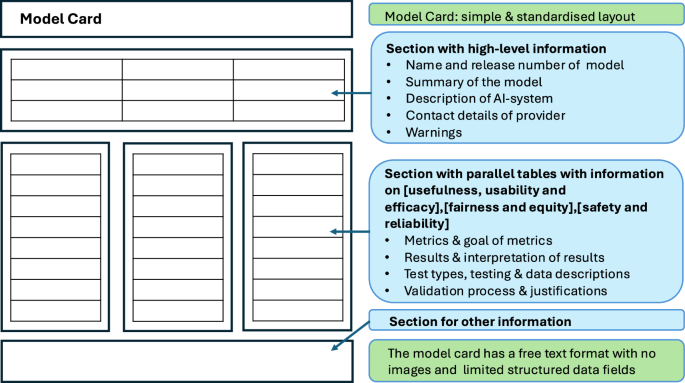 Model Card
Model Card: simple & standardised layout
Section with high-level information
• Name and release number of model
• Summary of the model
• Description of AI-system
• Contact details of provider
• Warnings
Section with parallel tables with information
on [usefulness, usability and
efficacy],[fairness and equity],[safety and
reliability]
• Metrics & goal of metrics
• Results & interpretation of results
• Test types, testing & data descriptions
• Validation process & justifications
Section for other information
The model card has a free text format with no
images and limited structured data fields